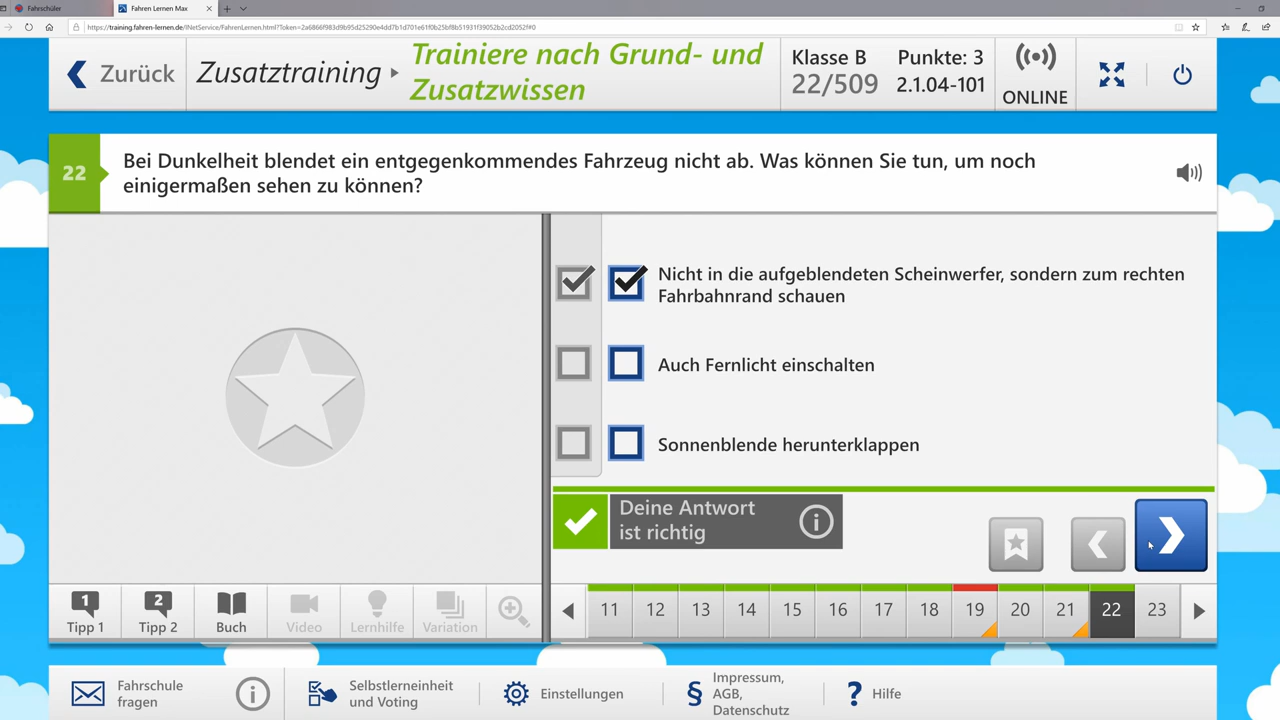 Fahrschüler
Fahren Lernen Max
https://training.fahren-lernen.de/INetService/FahrenLernen.html?Token=2a6866f983d9b95d25290e4dd7b1d701e61f0b25bf8b51931f39052b2cd2052f#0
Zurück
Zusatztraining
Trainiere nach Grund- und
Zusatzwissen
Klasse B
22/509
Punkte: 3
2.1.04-101
ONLINE
22
Bei Dunkelheit blendet ein entgegenkommendes Fahrzeug nicht ab. Was können Sie tun, um noch
einigermaßen sehen zu können?
Nicht in die aufgeblendeten Scheinwerfer, sondern zum rechten
Fahrbahnrand schauen
Auch Fernlicht einschalten
Sonnenblende herunterklappen
Deine Antwort
ist richtig
1 2
Tipp 1 Tipp 2 Buch Video Lernhilfe Variation
11 12 13 14 15 16 17 18 19 20 21 22 23
Fahrschule
fragen
Selbstlerneinheit
und Voting
Einstellungen
§
Impressum,
AGB,
Datenschutz
? Hilfe